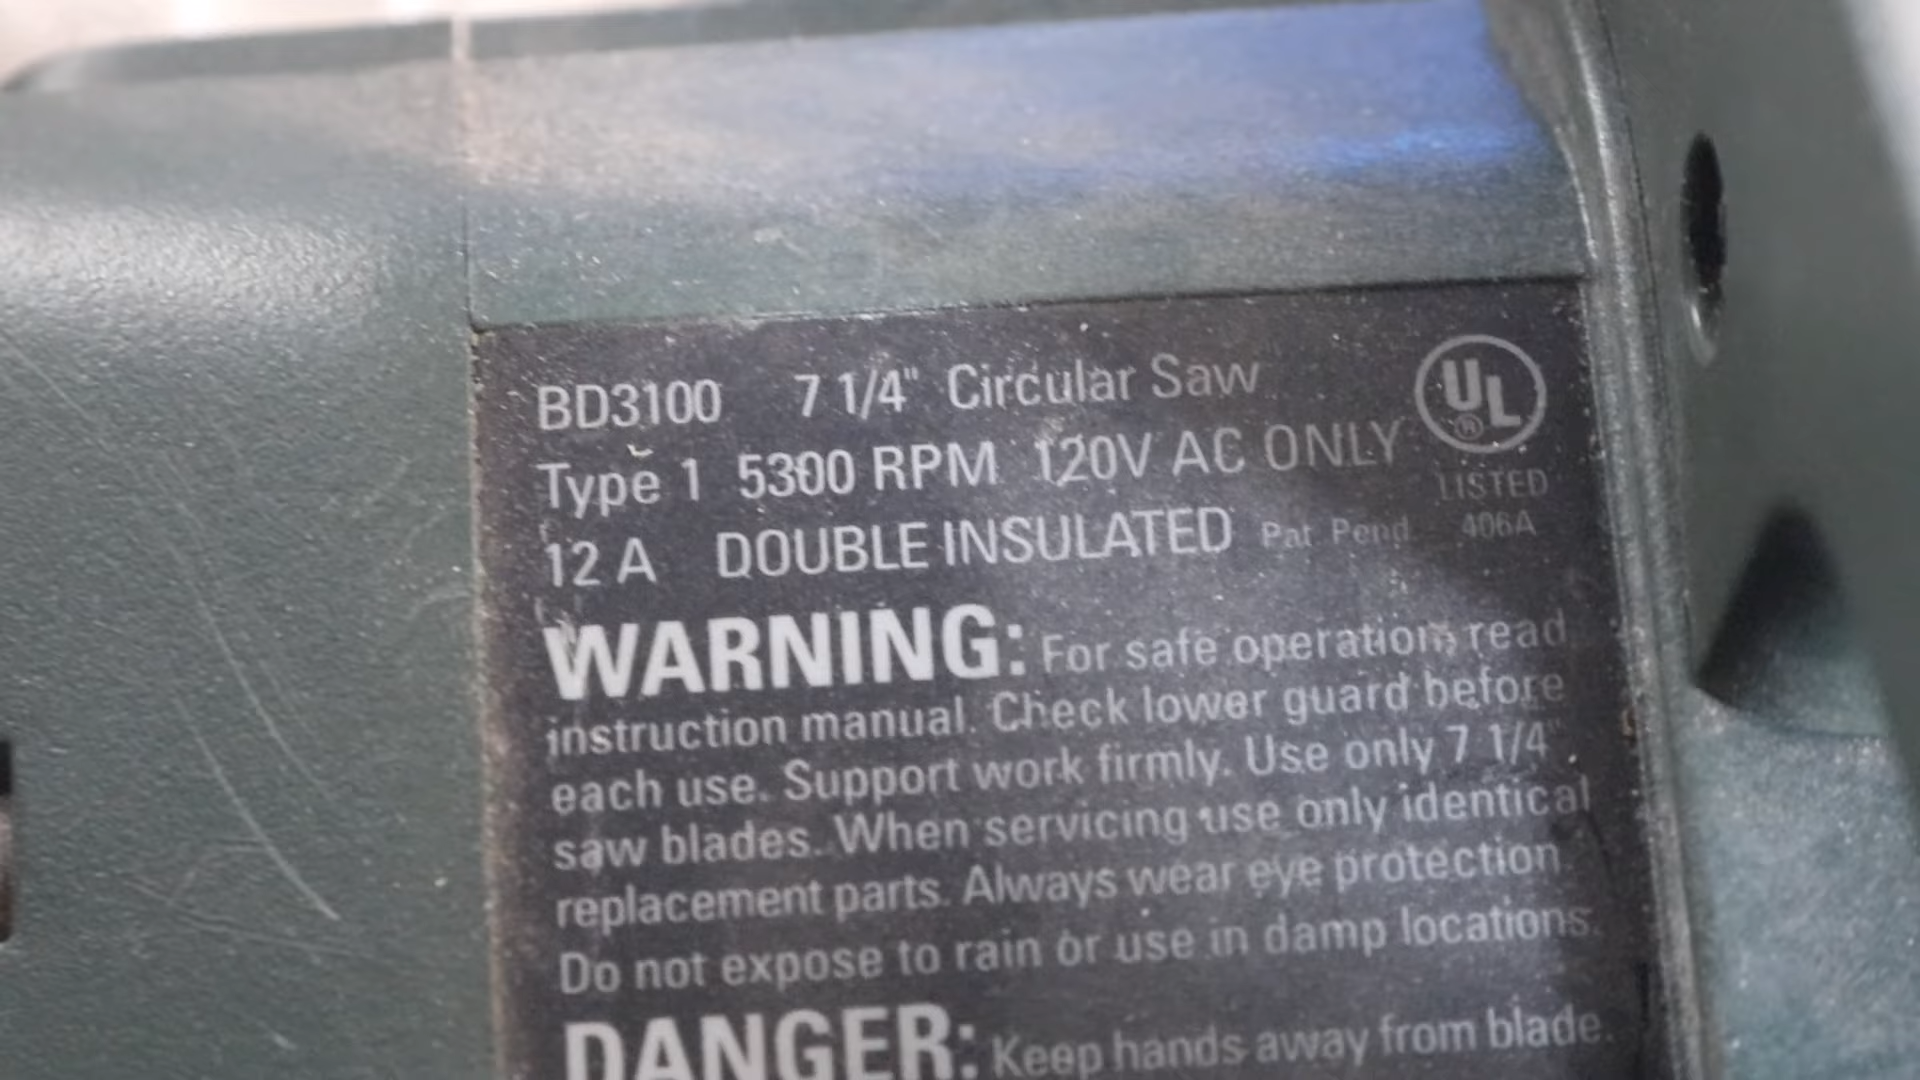 BD3100 7 1/4" Circular Saw
Type 1 5300 RPM 120V AC ONLY
12 A DOUBLE INSULATED Pat Pend
UL
®
LISTED
406A
WARNING: For safe operation, read
instruction manual. Check lower guard before
each use. Support work firmly. Use only 7 1/4"
saw blades. When servicing use only identical
replacement parts. Always wear eye protection.
Do not expose to rain or use in damp locations.
DANGER: Keep hands away from blade.